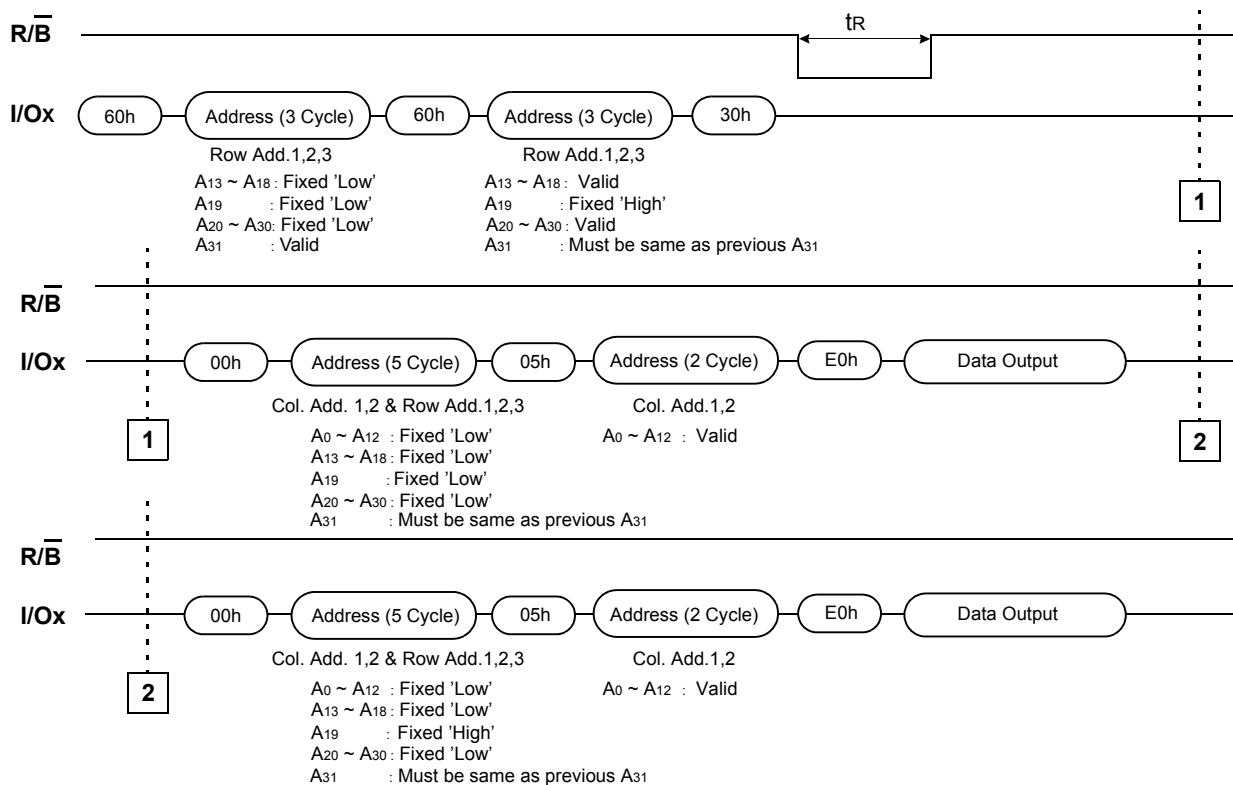 R/B tR
I/Ox 60h Address (3 Cycle) 60h Address (3 Cycle) 30h
Row Add.1,2,3 Row Add.1,2,3
A13 ~ A18 : Fixed 'Low' A13 ~ A18 : Valid
A19 : Fixed 'Low' A19 : Fixed 'High'
A20 ~ A30: Fixed 'Low' A20 ~ A30 : Valid
A31 : Valid A31 : Must be same as previous A31
1
R/B
I/Ox 00h Address (5 Cycle) 05h Address (2 Cycle) E0h Data Output
Col. Add. 1,2 & Row Add.1,2,3 Col. Add.1,2
1 A0 ~ A12 : Fixed 'Low' A0 ~ A12 : Valid 2
A13 ~ A18 : Fixed 'Low'
A19 : Fixed 'Low'
A20 ~ A30 : Fixed 'Low'
A31 : Must be same as previous A31
R/B
I/Ox 00h Address (5 Cycle) 05h Address (2 Cycle) E0h Data Output
Col. Add. 1,2 & Row Add.1,2,3 Col. Add.1,2
2 A0 ~ A12 : Fixed 'Low' A0 ~ A12 : Valid
A13 ~ A18 : Fixed 'Low'
A19 : Fixed 'High'
A20 ~ A30 : Fixed 'Low'
A31 : Must be same as previous A31